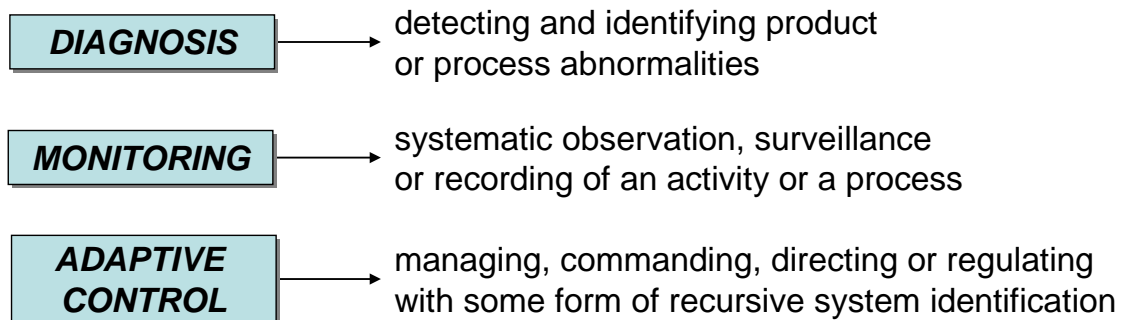 DIAGNOSIS
detecting and identifying product
or process abnormalities
MONITORING
systematic observation, surveillance
or recording of an activity or a process
ADAPTIVE
CONTROL
managing, commanding, directing or regulating
with some form of recursive system identification